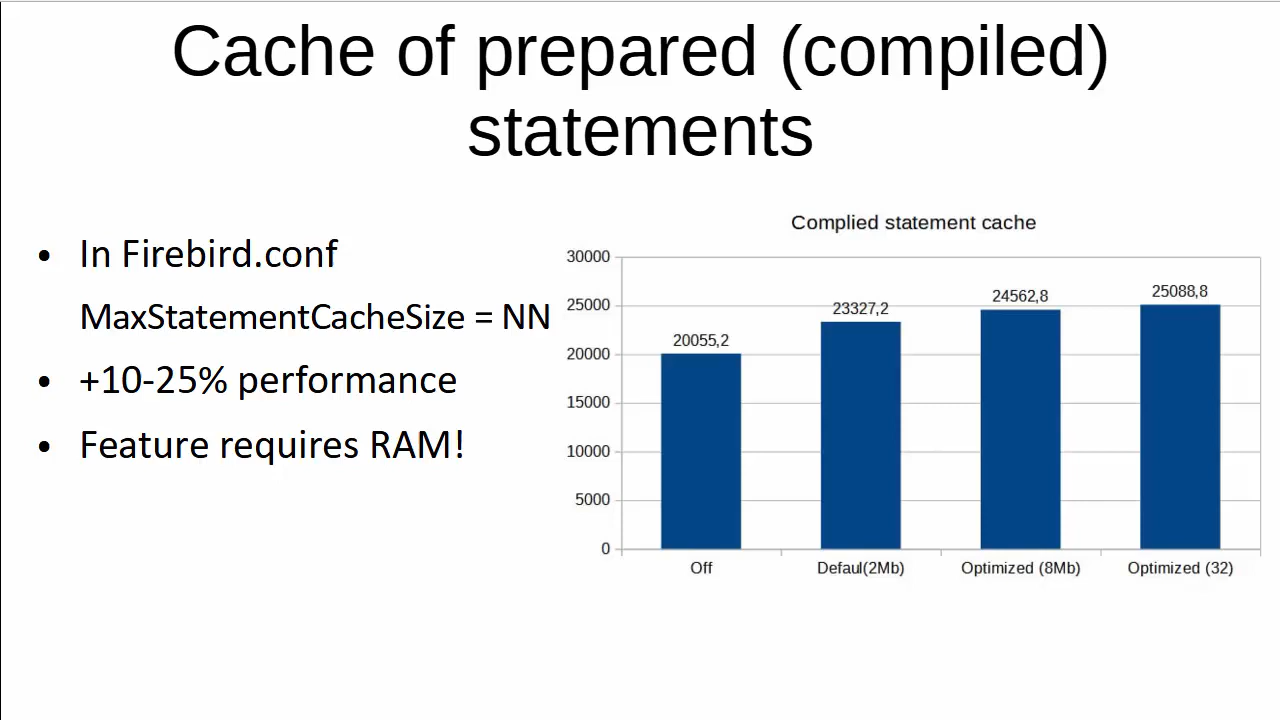 Cache of prepared (compiled)
statements
• In Firebird.conf
MaxStatementCacheSize = NN
• +10-25% performance
• Feature requires RAM!
Complied statement cache
30000
25000
20000
15000
10000
5000
0
20055,2
23327,2
24562,8
25088,8
Off
Defaul(2Mb)
Optimized (8Mb)
Optimized (32)